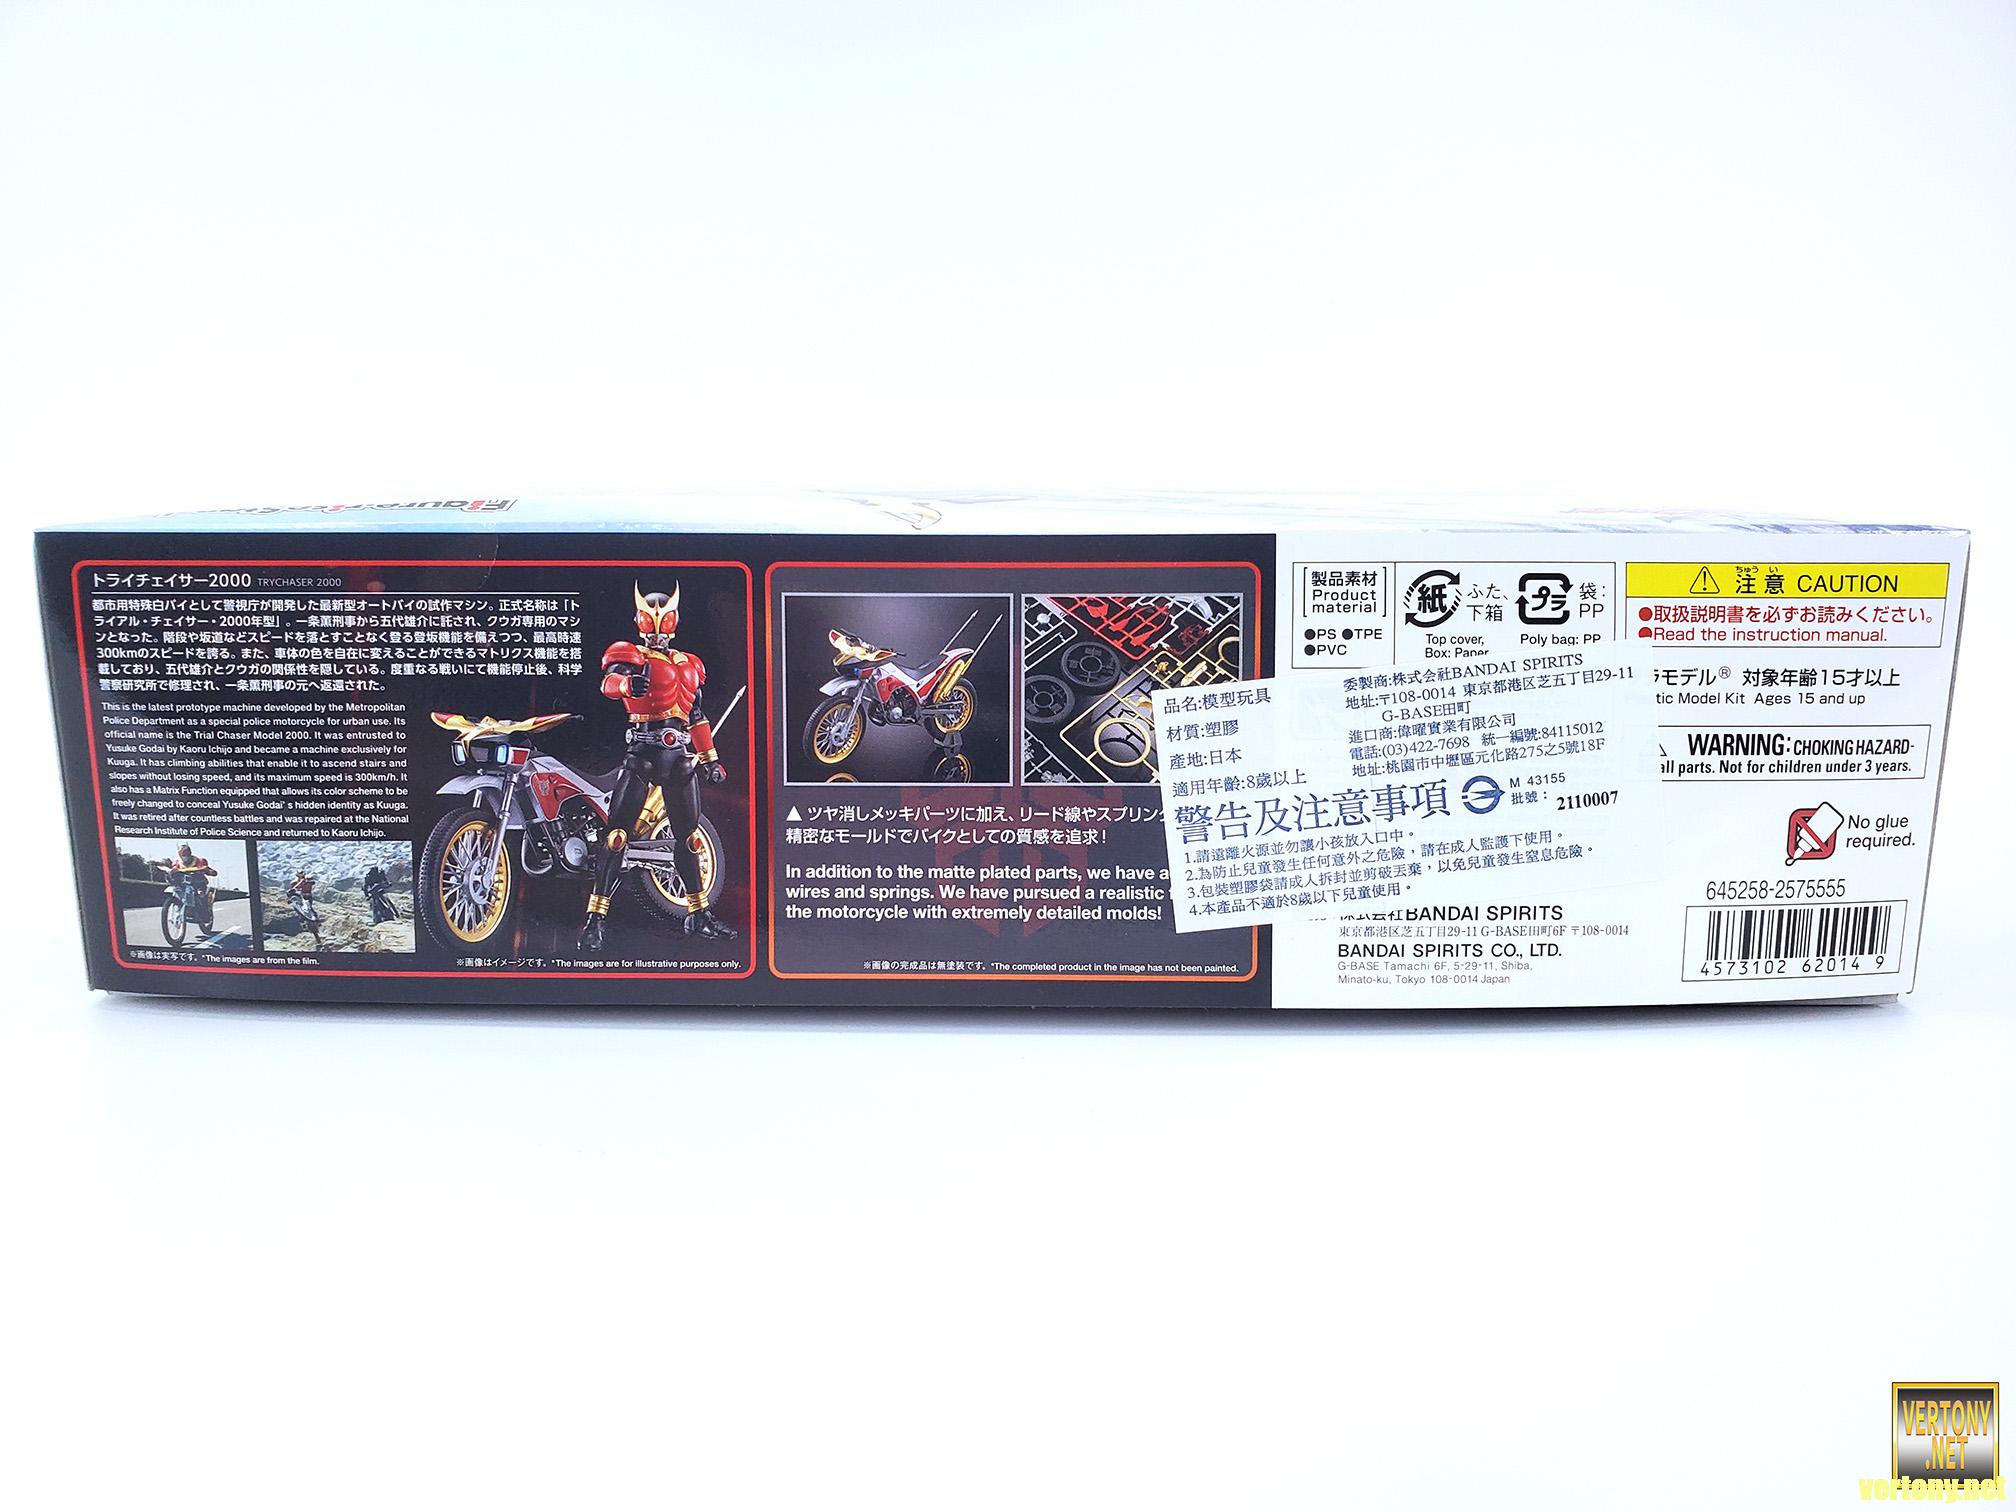 Figure-rise Standard
トライチェイサー2000 TRYCHASER 2000
都市用特殊白バイとして警視庁が開発した最新型オートバイの試作マシン。正式名称は「ト
ライアル・チェイサー・2000年型」。一条薫刑事から五代雄介に託され、クウガ専用のマシ
ンとなった。階段や坂道などスピードを落とすことなく登る登坂機能を備えつつ、最高時速
300kmのスピードを誇る。また、車体の色を自在に変えることができるマトリクス機能を搭
載しており、五代雄介とクウガの関係性を隠している。度重なる戦いにて機能停止後、科学
警察研究所で修理され、一条薫刑事の元へ返還された。
This is the latest prototype machine developed by the Metropolitan
Police Department as a special police motorcycle for urban use. Its
official name is the Trial Chaser Model 2000. It was entrusted to
Yusuke Godai by Kaoru Ichijo and became a machine exclusively for
Kuuga. It has climbing abilities that enable it to ascend stairs and
slopes without losing speed, and its maximum speed is 300km/h. It
also has a Matrix Function equipped that allows its color scheme to be
freely changed to conceal Yusuke Godai's hidden identity as Kuuga.
It was retired after countless battles and was repaired at the National
Research Institute of Police Science and returned to Kaoru Ichijo.
※画像は実写です。*The images are from the film.
※画像はイメージです。*The images are for illustrative purposes only.
▲ ツヤ消しメッキパーツに加え、リード線やスプリング
精密なモールドでバイクとしての質感を追求！
In addition to the matte plated parts, we have a
wires and springs. We have pursued a realistic
the motorcycle with extremely detailed molds!
※画像の完成品は無塗装です。*The completed product in the image has not been painted.
製品素材
Product
material
●PS ●TPE
●PVC
紙
ふた、
下箱
Top cover,
Box: Paper
プラ
袋：
PP
Poly bag: PP
ちゅう い
注意 CAUTION
●取扱説明書を必ずお読みください。
●Read the instruction manual.
ラモデル® 対象年齢15才以上
tic Model Kit Ages 15 and up
WARNING: CHOKING HAZARD-
all parts. Not for children under 3 years.
No glue
required.
645258-2575555
4573102 62014 9
品名:模型玩具
材質:塑膠
產地:日本
適用年齡:8歲以上
委製商:株式会社BANDAI SPIRITS
地址:〒108-0014 東京都港区芝五丁目29-11
G-BASE田町
進口商:偉曜實業有限公司
電話:(03)422-7698 統一編號:84115012
地址:桃園市中壢區元化路275之5號18F
警告及注意事項
M 43155
批號： 2110007
1.請遠離火源並勿讓小孩放入口中。
2.為防止兒童發生任何意外之危險，請在成人監護下使用。
3.包裝塑膠袋請成人拆封並剪破丟棄，以免兒童發生窒息危險。
4.本產品不適於8歲以下兒童使用。
株式会社BANDAI SPIRITS
東京都港区芝五丁目29-11 G-BASE田町6F 〒108-0014
BANDAI SPIRITS CO., LTD.
G-BASE Tamachi 6F, 5-29-11, Shiba,
Minato-ku, Tokyo 108-0014 Japan
VERTONY
.NET
vertony.net